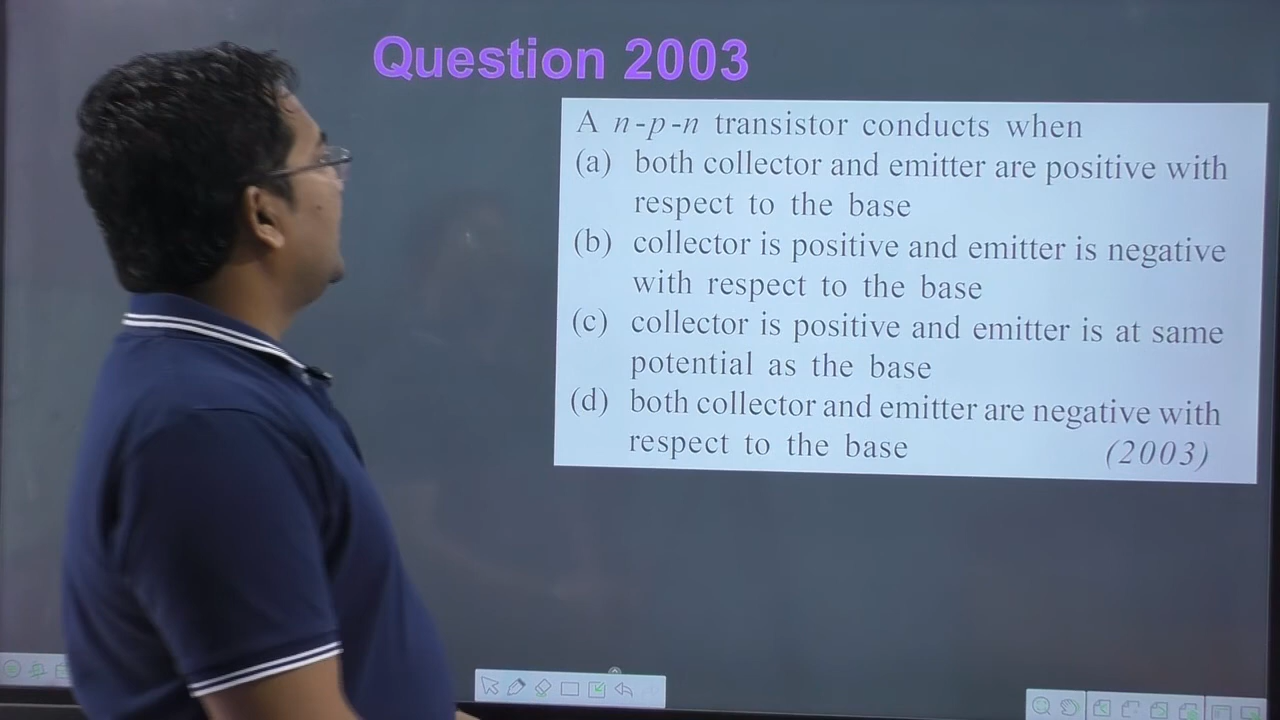 Question 2003
A n-p-n transistor conducts when
(a) both collector and emitter are positive with
respect to the base
(b) collector is positive and emitter is negative
with respect to the base
(c) collector is positive and emitter is at same
potential as the base
(d) both collector and emitter are negative with
respect to the base (2003)